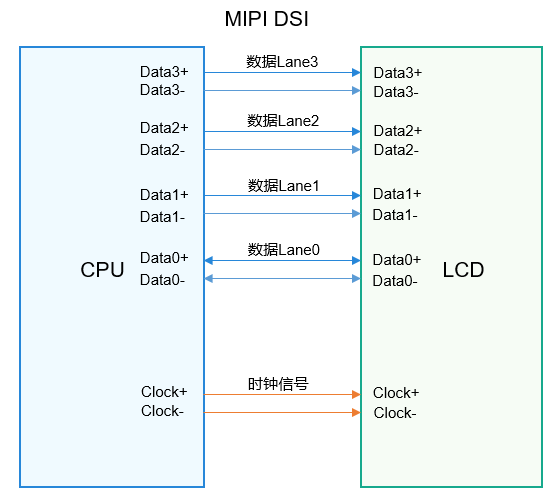 MIPI DSI
Data3+ 数据Lane3 Data3+
Data3- Data3-
Data2+ 数据Lane2 Data2+
Data2- Data2-
Data1+ 数据Lane1 Data1+
Data1- Data1-
Data0+ 数据Lane0 Data0+
CPU LCD
Data0- Data0-
Clock+ 时钟信号 Clock+
Clock- Clock-